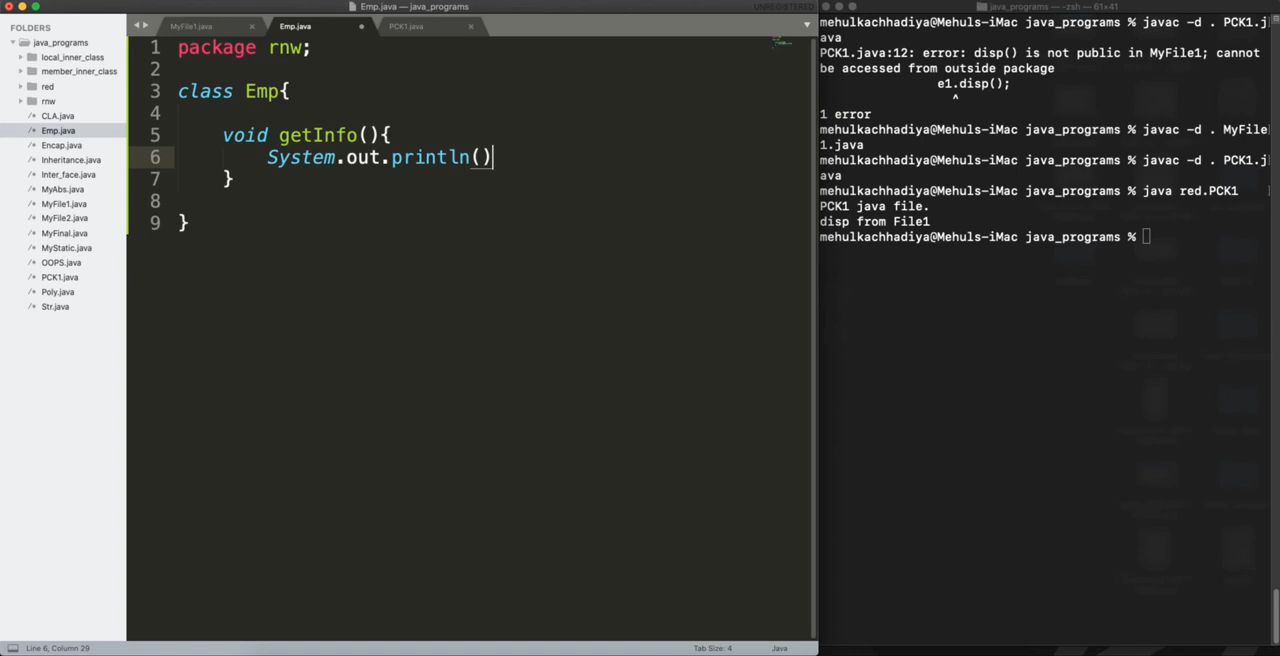 Emp.java — java_programs
UNREGISTERED
java_programs — -zsh — 61×41
FOLDERS
java_programs
local_inner_class
member_inner_class
red
rnw
/* CLA.java
/* Emp.java
/* Encap.java
/* Inheritance.java
/* Inter_face.java
/* MyAbs.java
/* MyFile1.java
/* MyFile2.java
/* MyFinal.java
/* MyStatic.java
/* OOPS.java
/* PCK1.java
/* Poly.java
/* Str.java
MyFile1.java
Emp.java
PCK1.java
1 package rnw;
2
3 class Emp{
4
5 void getInfo(){
6 System.out.println()
7 }
8
9 }
mehulkachhadiya@Mehuls-iMac java_programs % javac -d . PCK1.j
ava
PCK1.java:12: error: disp() is not public in MyFile1; cannot
be accessed from outside package
e1.disp();
^
1 error
mehulkachhadiya@Mehuls-iMac java_programs % javac -d . MyFile
1.java
mehulkachhadiya@Mehuls-iMac java_programs % javac -d . PCK1.j
ava
mehulkachhadiya@Mehuls-iMac java_programs % java red.PCK1
PCK1 java file.
disp from File1
mehulkachhadiya@Mehuls-iMac java_programs %
Line 6, Column 29
Tab Size: 4
Java